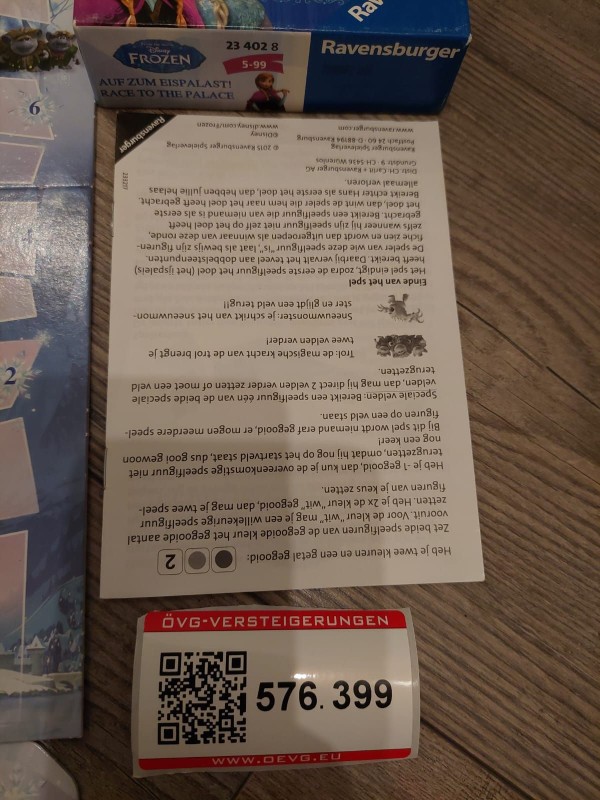 Ra
Disney
FROZEN
23 402 8
5-99
AUF ZUM EISPALAST!
RACE TO THE PALACE
Ravensburger
6
2
Heb je twee kleuren en een getal gegooid: 2
Zet beide speelfiguren van de gegooide kleur het gegooide aantal
vooruit. Voor de kleur "wit" mag je een willekeurige speelfiguur
zetten. Heb je 2x de kleur "wit" gegooid, dan mag je twee speel-
figuren van je keus zetten.
Heb je -1 gegooid, dan kun je de overeenkomstige speelfiguur niet
terugzetten, omdat hij nog op het startveld staat, dus gooi gewoon
nog een keer!
Bij dit spel wordt niemand eraf gegooid, er mogen meerdere speel-
figuren op een veld staan.
Speciale velden: Bereikt een speelfiguur één van de beide speciale
velden, dan mag hij direct 2 velden verder zetten of moet een veld
terugzetten.
Trol: de magische kracht van de trol brengt je
twee velden verder
Sneeuwmonster: je schrikt van het sneeuwmon-
ster en glijdt een veld terug!!
Einde van het spel
Het spel eindigt, zodra de eerste speelfiguur het doel (het ijspaleis)
heeft bereikt. Daarbij vervalt het teveel aan dobbelsteenpunten.
De speler van wie deze speelfiguur "is", laat als bewijs zijn figuren-
fiche zien en wordt dan uitgeroepen als winnaar van deze ronde,
zelfs wanneer hij zijn speelfiguur niet zelf op het doel heeft
gebracht. Bereikt een speelfiguur die van niemand is als eerste
het doel, dan wint de speler die hem naar het doel heeft gebracht.
Bereikt echter Hans als eerste het doel, dan hebben jullie helaas
allemaal verloren.
Distr. CH: Carlit + Ravensburger AG
Grundstr. 9 · CH-5436 Würenlos
© 2015 Ravensburger Spieleverlag
Ravensburger Spieleverlag
Postfach 24 60 · D-88194 Ravensburg
www.ravensburger.com
©Disney
www.disney.com/frozen
Ravensburger
ÖVG-VERSTEIGERUNGEN
576.399
WWW.OEVG.EU